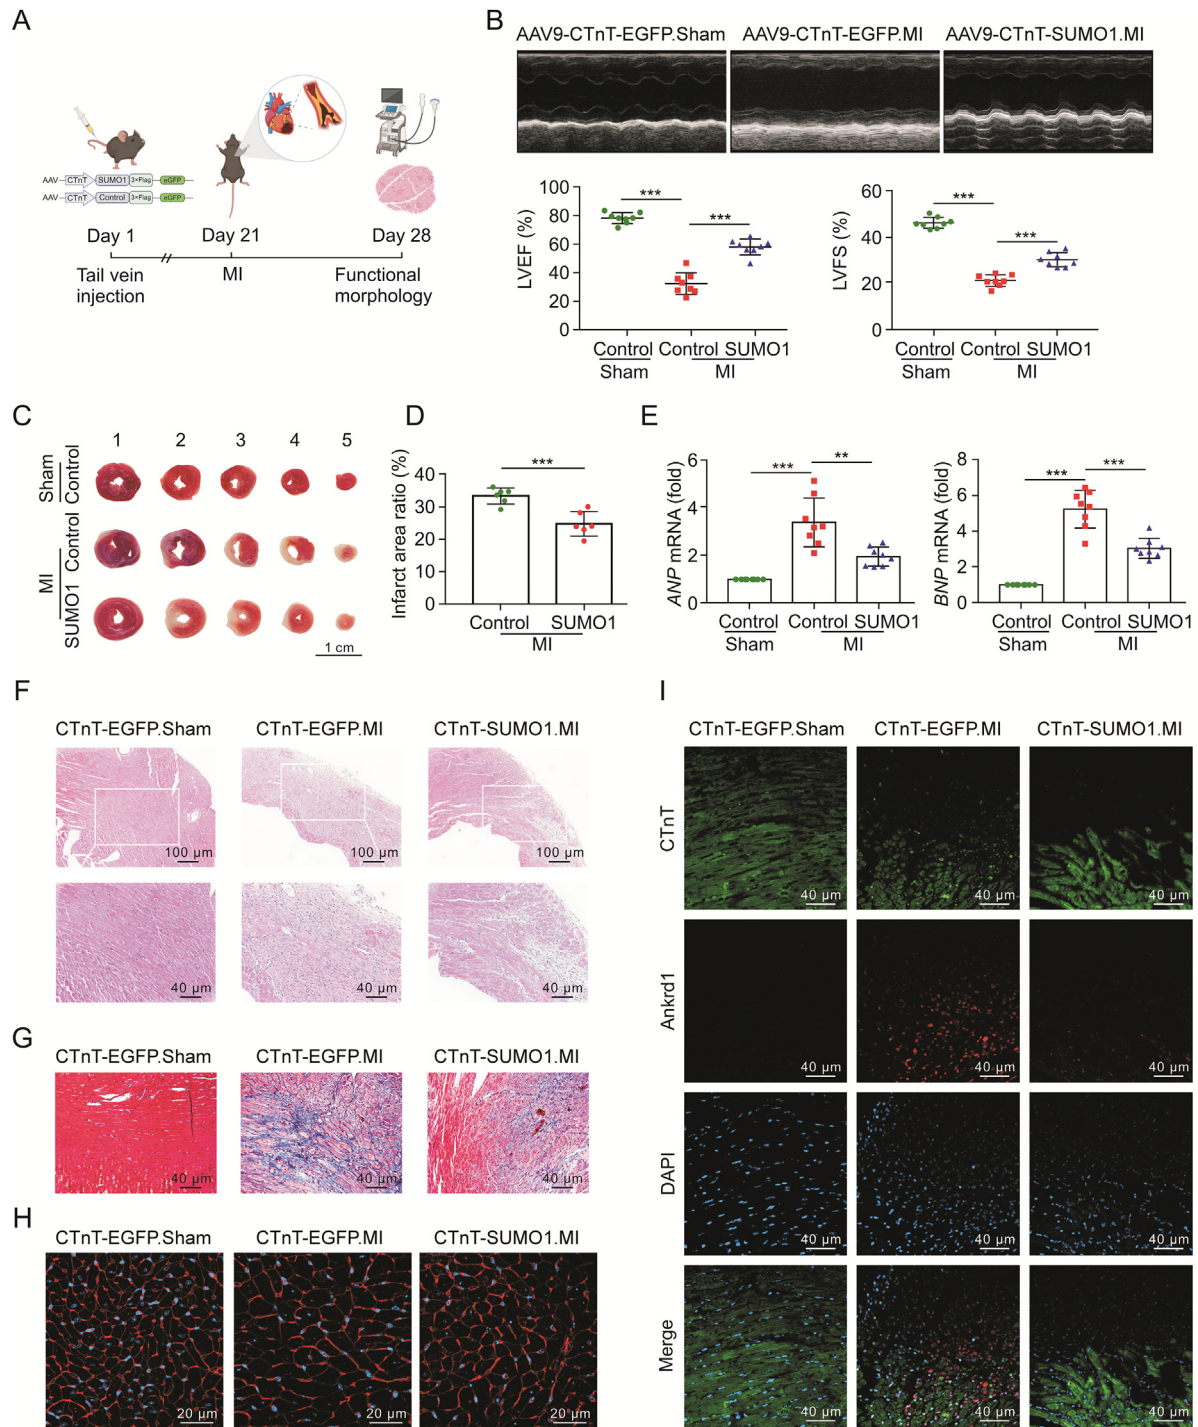 A
AAV CTnT SUMO1 3×Flag eGFP
AAV CTnT Control 3×Flag eGFP
Day 1 Day 21 Day 28
Tail vein injection
MI
Functional morphology
B
AAV9-CTnT-EGFP.Sham AAV9-CTnT-EGFP.MI AAV9-CTnT-SUMO1.MI
LVEF (%)
100
80
60
40
20
0
***
***
Control Control SUMO1
Sham MI
LVFS (%)
60
40
20
0
***
***
Control Control SUMO1
Sham MI
C
1 2 3 4 5
Sham
Control
MI
Control
SUMO1
1 cm
D
Infarct area ratio (%)
40
30
20
10
0
***
Control SUMO1
MI
E
ANP mRNA (fold)
6
4
2
0
***
**
Control Control SUMO1
Sham MI
BNP mRNA (fold)
8
6
4
2
0
***
***
Control Control SUMO1
Sham MI
F
CTnT-EGFP.Sham CTnT-EGFP.MI CTnT-SUMO1.MI
100 μm 100 μm 100 μm
40 μm 40 μm 40 μm
G
CTnT-EGFP.Sham CTnT-EGFP.MI CTnT-SUMO1.MI
40 μm 40 μm 40 μm
H
CTnT-EGFP.Sham CTnT-EGFP.MI CTnT-SUMO1.MI
20 μm 20 μm 20 μm
I
CTnT-EGFP.Sham CTnT-EGFP.MI CTnT-SUMO1.MI
CTnT
40 μm 40 μm 40 μm
Ankrd1
40 μm 40 μm 40 μm
DAPI
40 μm 40 μm 40 μm
Merge
40 μm 40 μm 40 μm